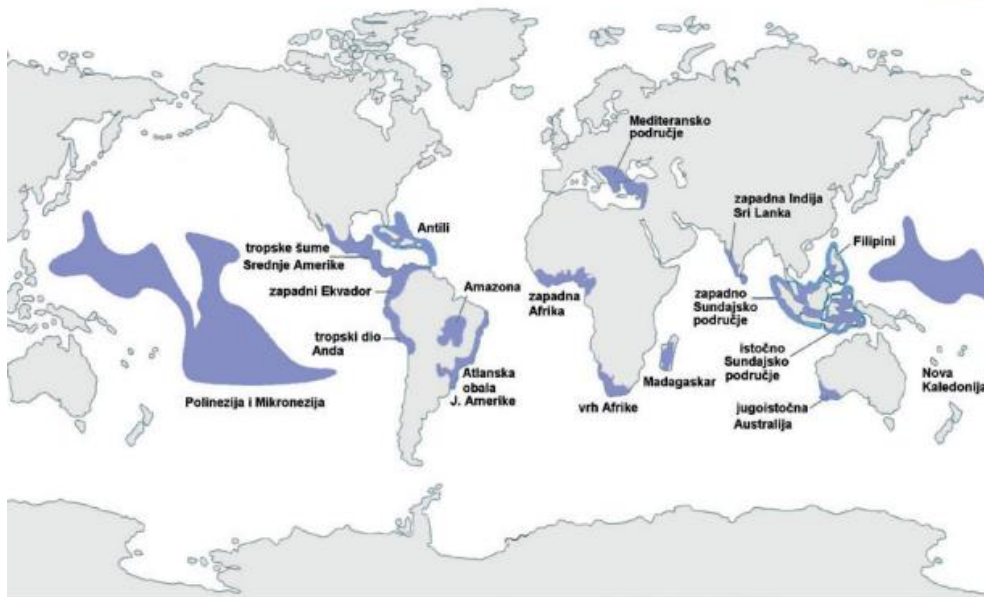 Mediteransko
područje
zapadna Indija
Sri Lanka
Antili
Filipini
tropske šume
Srednje Amerike
zapadni Ekvador
Amazona
zapadna
Afrika
zapadno
Sundajsko
područje
tropski dio
Anda
istočno
Sundajsko
područje
Atlanska
obala
J. Amerike
Madagaskar
Nova
Kaledonija
Polinezija i Mikronezija
vrh Afrike
jugoistočna
Australija